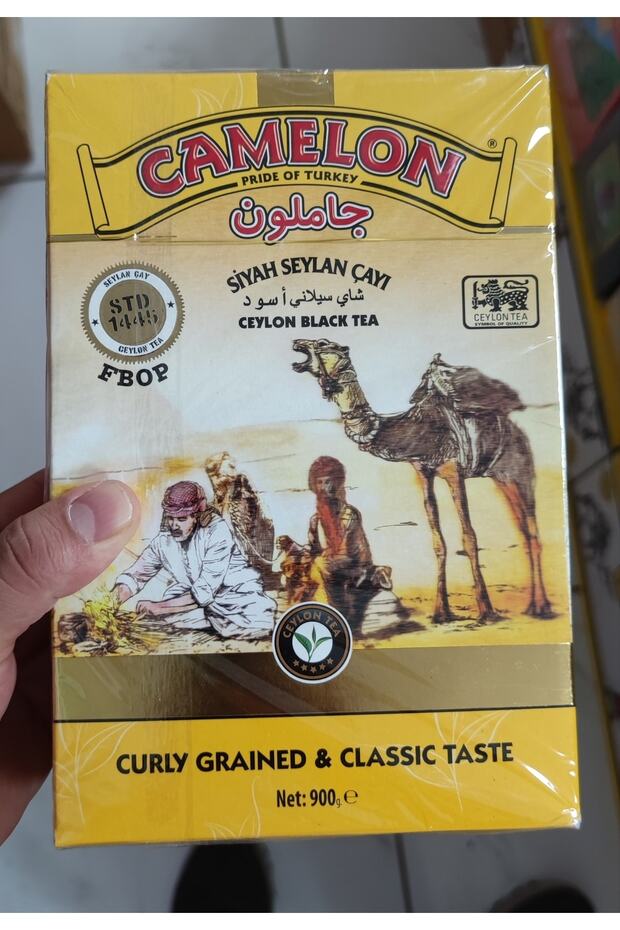 CAMELON ®
PRIDE OF TURKEY
جاملون
SİYAH SEYLAN ÇAYI
شاي سيلاني أسود
CEYLON BLACK TEA
SEYLAN ÇAY
STD
1445
CEYLON TEA
FBOP
CEYLON TEA
SYMBOL OF QUALITY
CEYLON TEA
CURLY GRAINED & CLASSIC TASTE
Net: 900g ℮